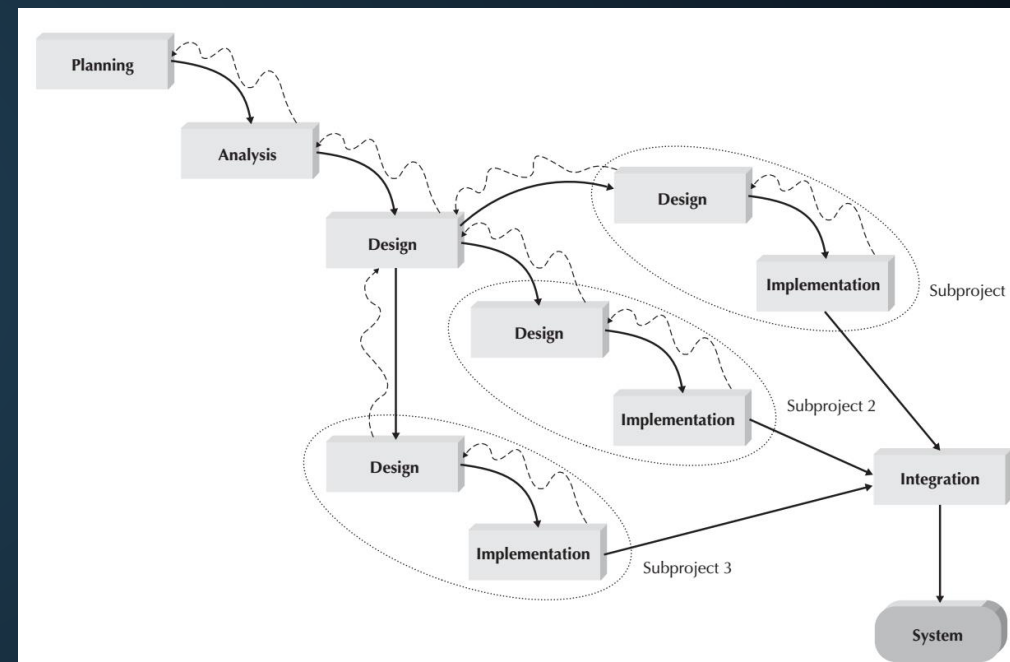 Planning
Analysis
Design
Design
Implementation
Subproject
Design
Implementation
Subproject 2
Design
Implementation
Subproject 3
Integration
System